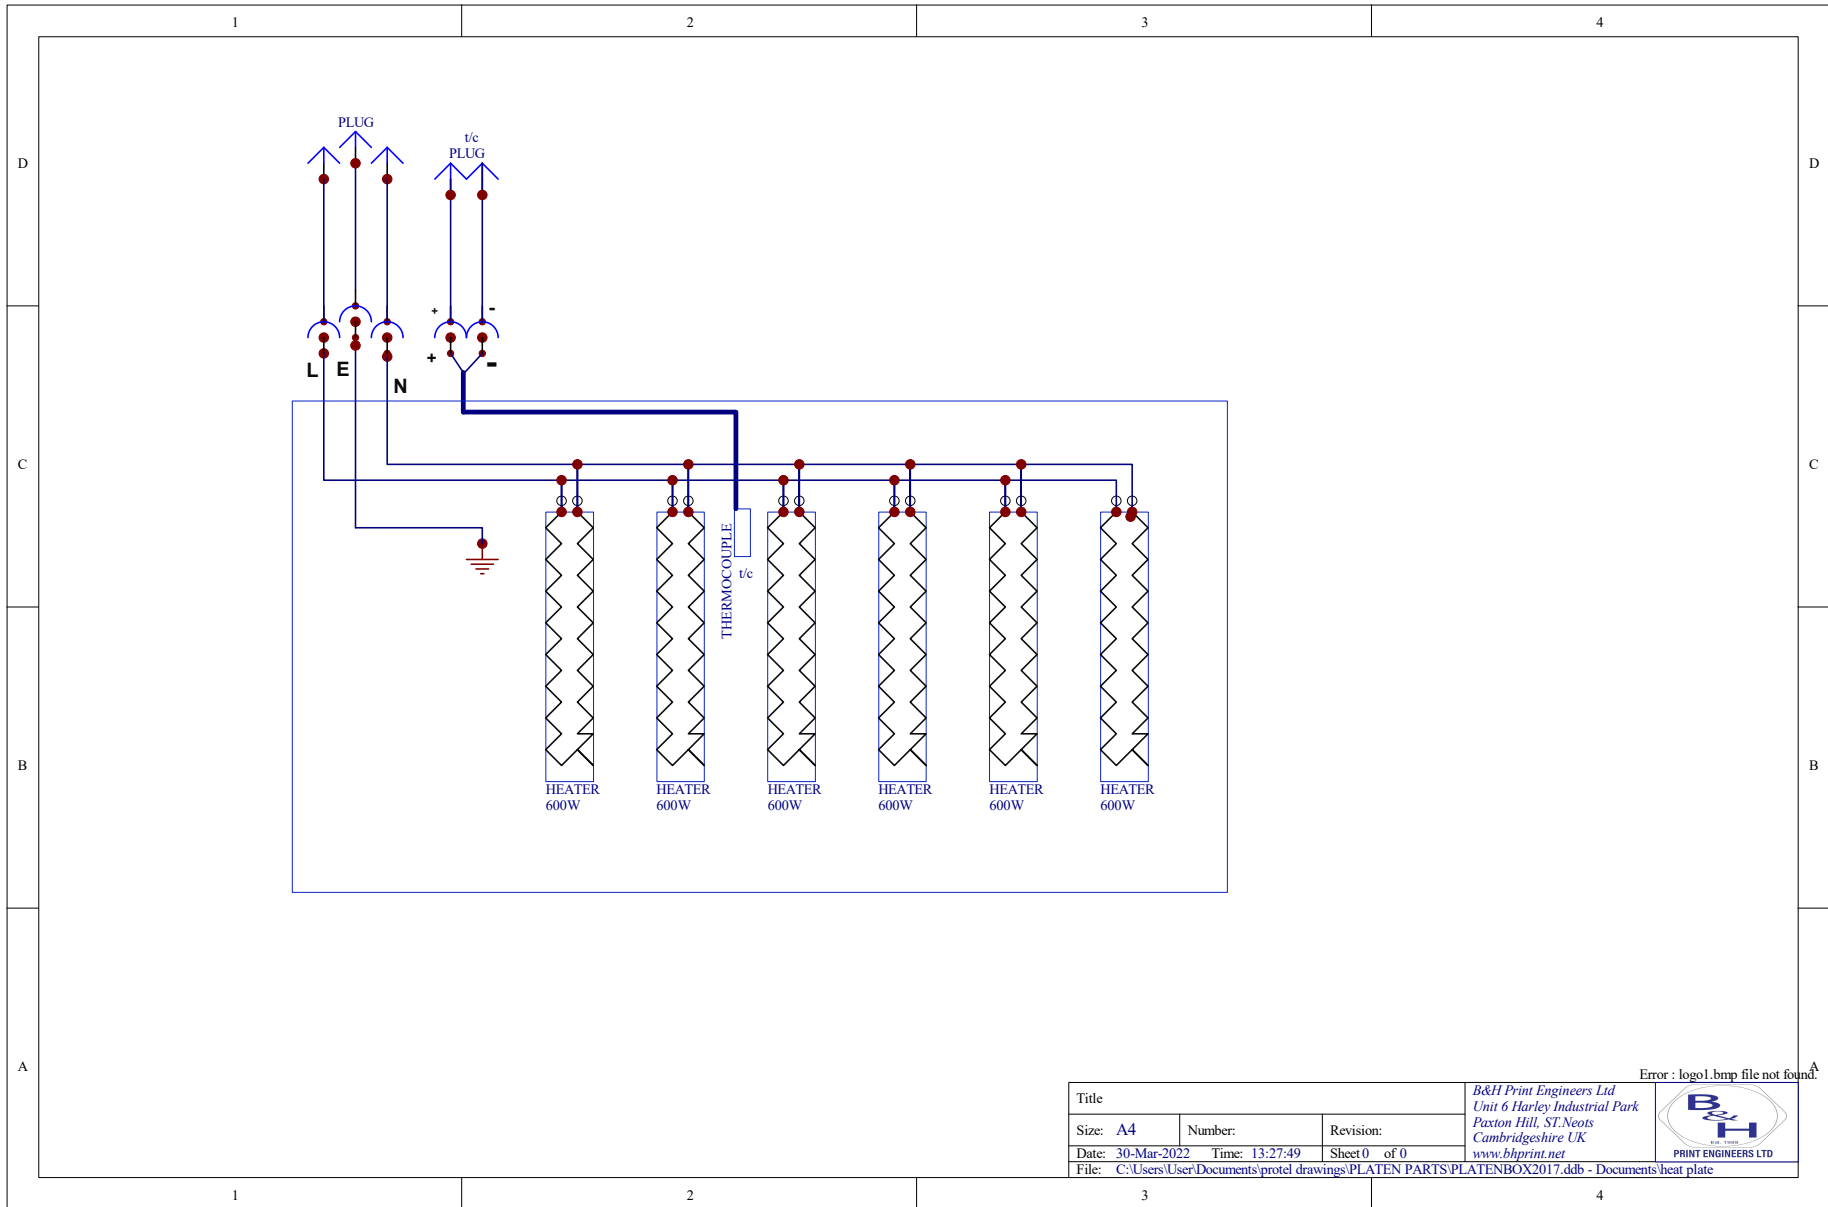 1
2
3
4
D
D
PLUG
t/c
PLUG
+
-
+
-
L
E
N
C
C
THERMOCOUPLE
t/c
HEATER
600W
HEATER
600W
HEATER
600W
HEATER
600W
HEATER
600W
HEATER
600W
B
B
A
A
Error : logo1.bmp file not found.
Title
Size: A4
Number:
Revision:
Date: 30-Mar-2022
Time: 13:27:49
Sheet 0 of 0
File: C:\Users\User\Documents\protel drawings\PLATEN PARTS\PLATENBOX2017.ddb - Documents\heat plate
B&H Print Engineers Ltd
Unit 6 Harley Industrial Park
Paxton Hill, ST.Neots
Cambridgeshire UK
www.bhprint.net
B
&
H
PRINT ENGINEERS LTD
1
2
3
4